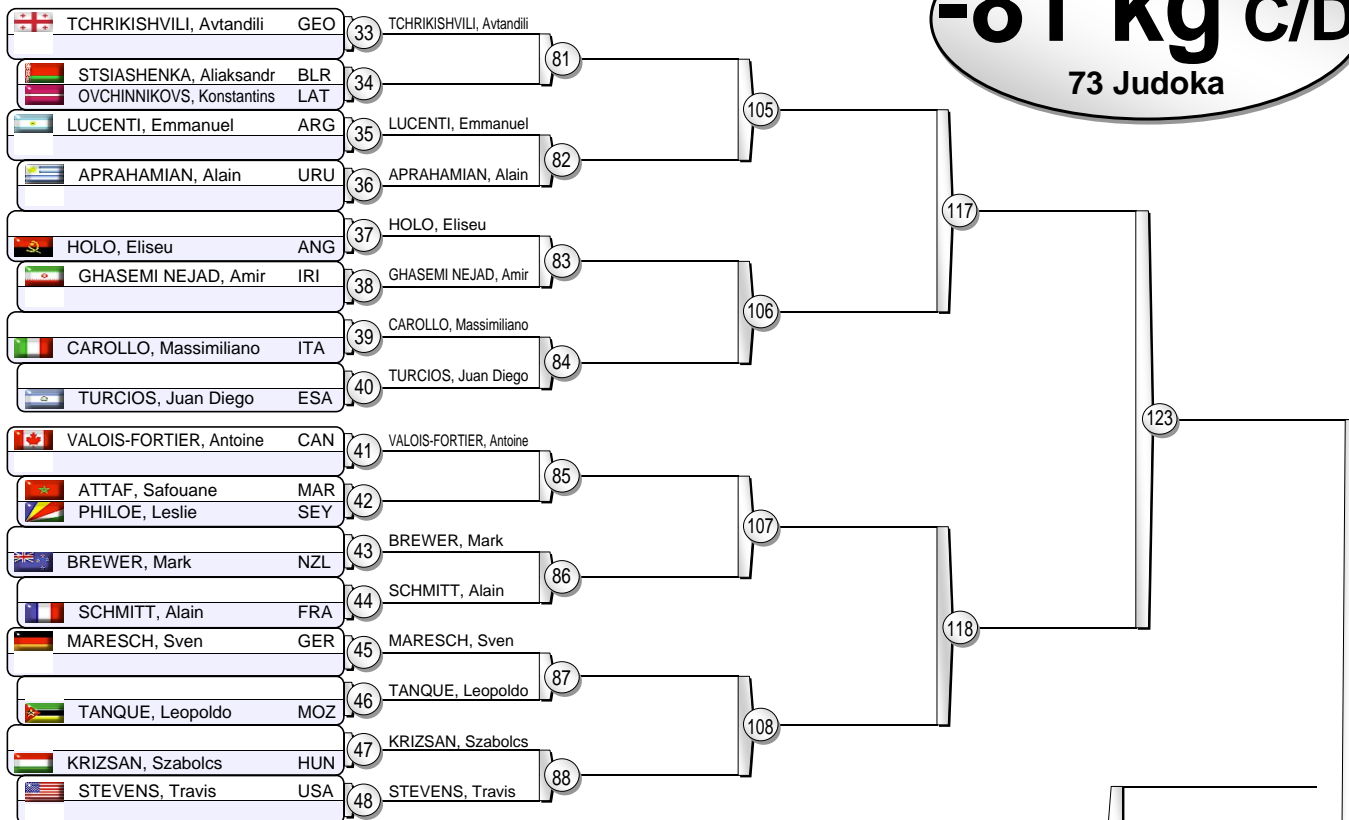 -81 kg C/D
73 Judoka
TCHRIKISHVILI, Avtandili GEO
33
TCHRIKISHVILI, Avtandili
81
STSIASHENKA, Aliaksandr BLR
OVCHINNIKOVS, Konstantins LAT
34
105
LUCENTI, Emmanuel ARG
35
LUCENTI, Emmanuel
82
APRAHAMIAN, Alain URU
36
APRAHAMIAN, Alain
117
HOLO, Eliseu ANG
37
HOLO, Eliseu
83
GHASEMI NEJAD, Amir IRI
38
GHASEMI NEJAD, Amir
106
CAROLLO, Massimiliano ITA
39
CAROLLO, Massimiliano
84
TURCIOS, Juan Diego ESA
40
TURCIOS, Juan Diego
123
VALOIS-FORTIER, Antoine CAN
41
VALOIS-FORTIER, Antoine
85
ATTAF, Safouane MAR
PHILOE, Leslie SEY
42
107
BREWER, Mark NZL
43
BREWER, Mark
86
SCHMITT, Alain FRA
44
SCHMITT, Alain
118
MARESCH, Sven GER
45
MARESCH, Sven
87
TANQUE, Leopoldo MOZ
46
TANQUE, Leopoldo
108
KRIZSAN, Szabolcs HUN
47
KRIZSAN, Szabolcs
88
STEVENS, Travis USA
48
STEVENS, Travis